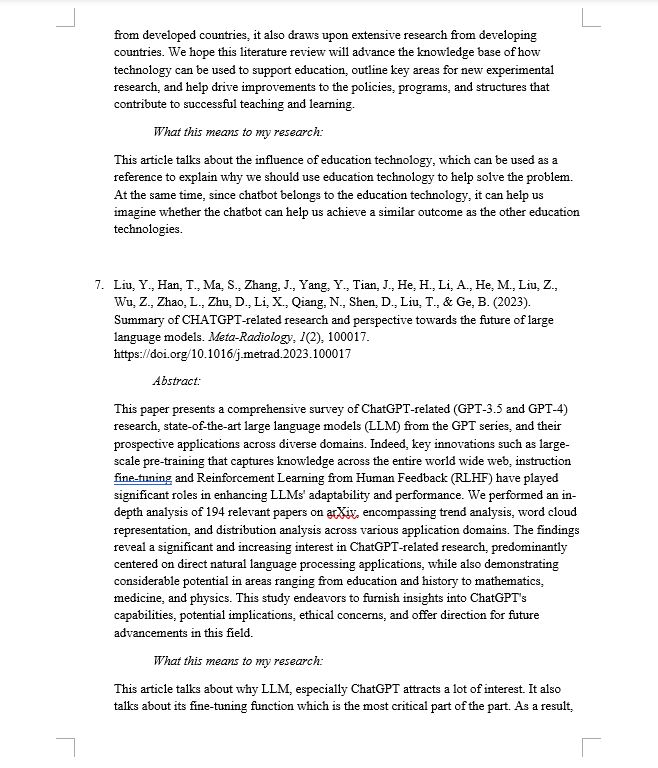 from developed countries, it also draws upon extensive research from developing
countries. We hope this literature review will advance the knowledge base of how
technology can be used to support education, outline key areas for new experimental
research, and help drive improvements to the policies, programs, and structures that
contribute to successful teaching and learning.
What this means to my research:
This article talks about the influence of education technology, which can be used as a
reference to explain why we should use education technology to help solve the problem.
At the same time, since chatbot belongs to the education technology, it can help us
imagine whether the chatbot can help us achieve a similar outcome as the other education
technologies.
7. Liu, Y., Han, T., Ma, S., Zhang, J., Yang, Y., Tian, J., He, H., Li, A., He, M., Liu, Z.,
Wu, Z., Zhao, L., Zhu, D., Li, X., Qiang, N., Shen, D., Liu, T., & Ge, B. (2023).
Summary of CHATGPT-related research and perspective towards the future of large
language models. Meta-Radiology, 1(2), 100017.
https://doi.org/10.1016/j.metrad.2023.100017
Abstract:
This paper presents a comprehensive survey of ChatGPT-related (GPT-3.5 and GPT-4)
research, state-of-the-art large language models (LLM) from the GPT series, and their
prospective applications across diverse domains. Indeed, key innovations such as large-
scale pre-training that captures knowledge across the entire world wide web, instruction
fine-tuning and Reinforcement Learning from Human Feedback (RLHF) have played
significant roles in enhancing LLMs' adaptability and performance. We performed an in-
depth analysis of 194 relevant papers on arXiv, encompassing trend analysis, word cloud
representation, and distribution analysis across various application domains. The findings
reveal a significant and increasing interest in ChatGPT-related research, predominantly
centered on direct natural language processing applications, while also demonstrating
considerable potential in areas ranging from education and history to mathematics,
medicine, and physics. This study endeavors to furnish insights into ChatGPT's
capabilities, potential implications, ethical concerns, and offer direction for future
advancements in this field.
What this means to my research:
This article talks about why LLM, especially ChatGPT attracts a lot of interest. It also
talks about its fine-tuning function which is the most critical part of the part. As a result,